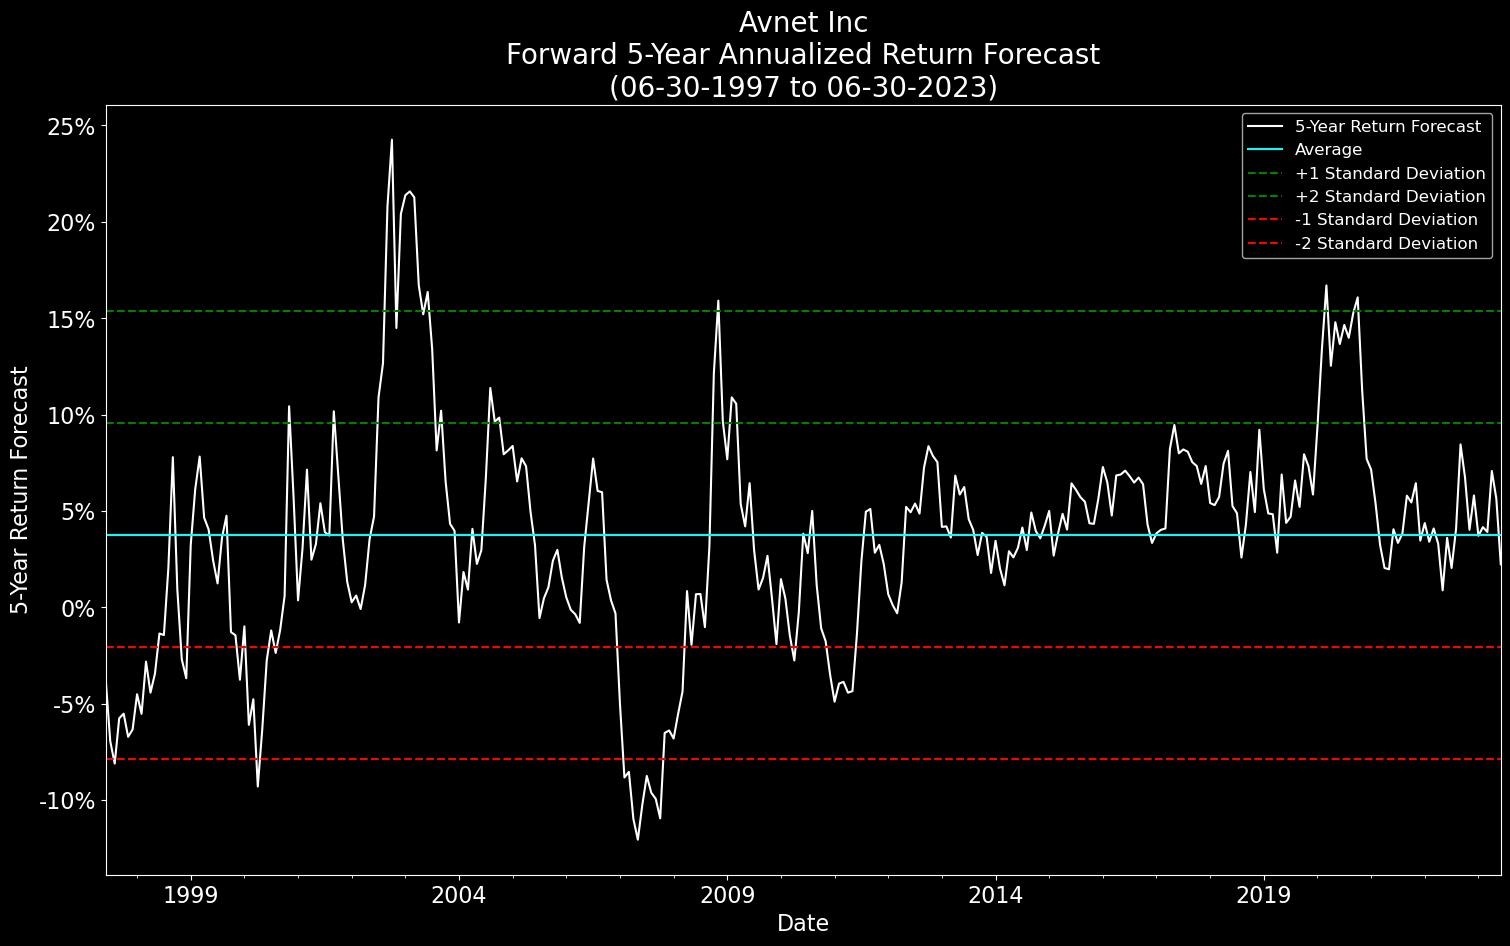 Avnet Inc
Forward 5-Year Annualized Return Forecast
(06-30-1997 to 06-30-2023)
5-Year Return Forecast
Average
+1 Standard Deviation
+2 Standard Deviation
-1 Standard Deviation
-2 Standard Deviation
5-Year Return Forecast
25%
20%
15%
10%
5%
0%
-5%
-10%
1999 2004 2009 2014 2019
Date